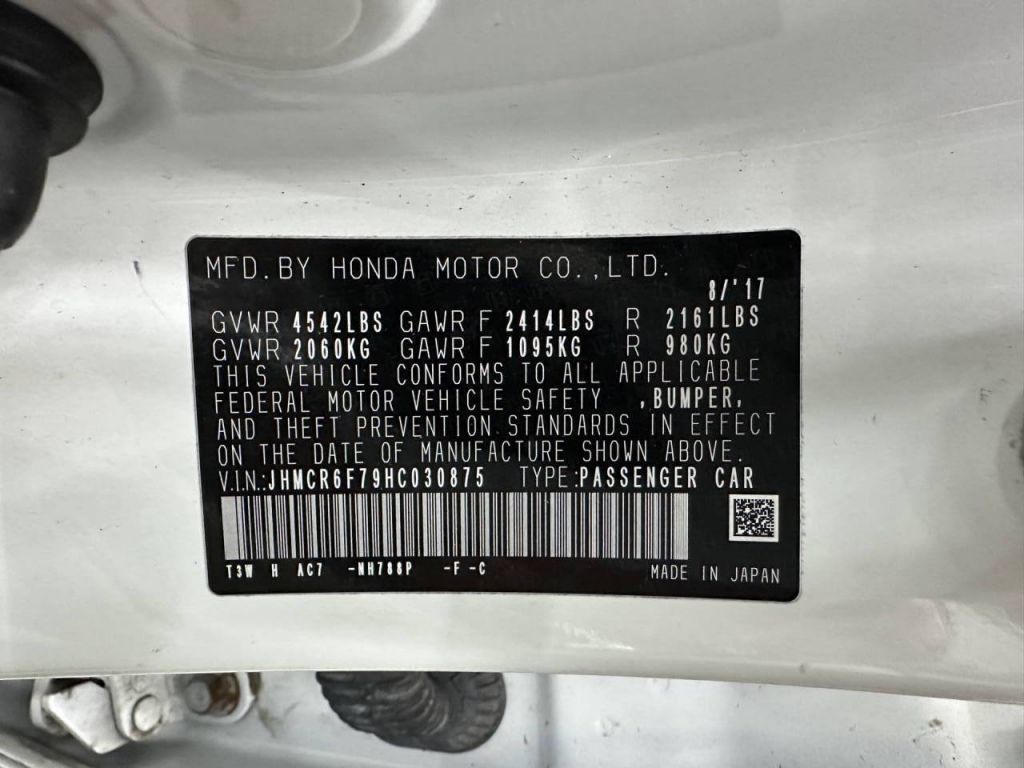 MFD. BY HONDA MOTOR CO.,LTD.
8/'17
GVWR 4542LBS GAWR F 2414LBS R 2161LBS
GVWR 2060KG GAWR F 1095KG R 980KG
THIS VEHICLE CONFORMS TO ALL APPLICABLE
FEDERAL MOTOR VEHICLE SAFETY ,BUMPER,
AND THEFT PREVENTION STANDARDS IN EFFECT
ON THE DATE OF MANUFACTURE SHOWN ABOVE.
V.I.N.:JHMCR6F79HC030875 TYPE:PASSENGER CAR
T3W H AC7 -NH788P -F-C
MADE IN JAPAN